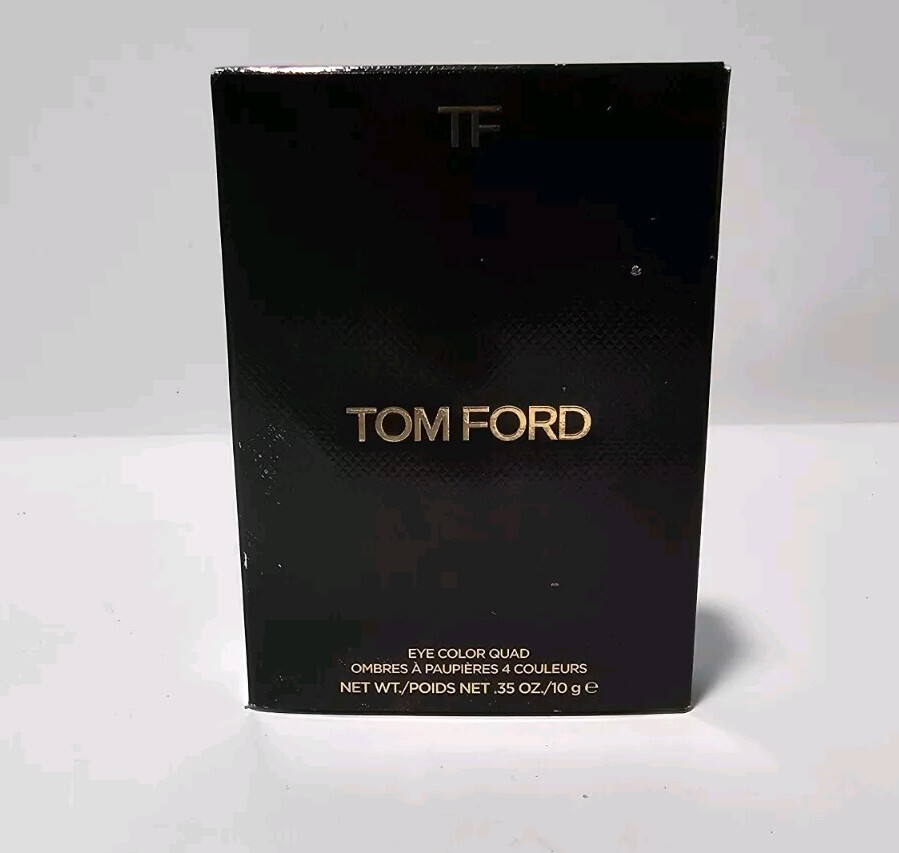 TF
TOM FORD
EYE COLOR QUAD
OMBRES À PAUPIÈRES 4 COULEURS
NET WT./POIDS NET .35 OZ./10 g ℮